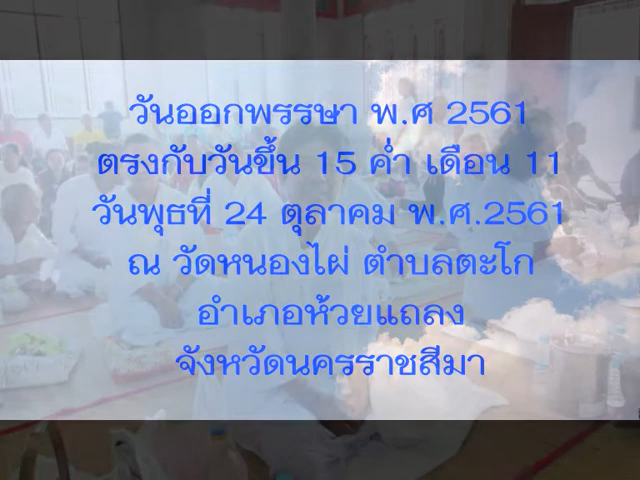 วันออกพรรษา พ.ศ 2561
ตรงกับวันขึ้น 15 ค่ำ เดือน 11
วันพุธที่ 24 ตุลาคม พ.ศ.2561
ณ วัดหนองไผ่ ตำบลตะโก
อำเภอห้วยแถลง
จังหวัดนครราชสีมา